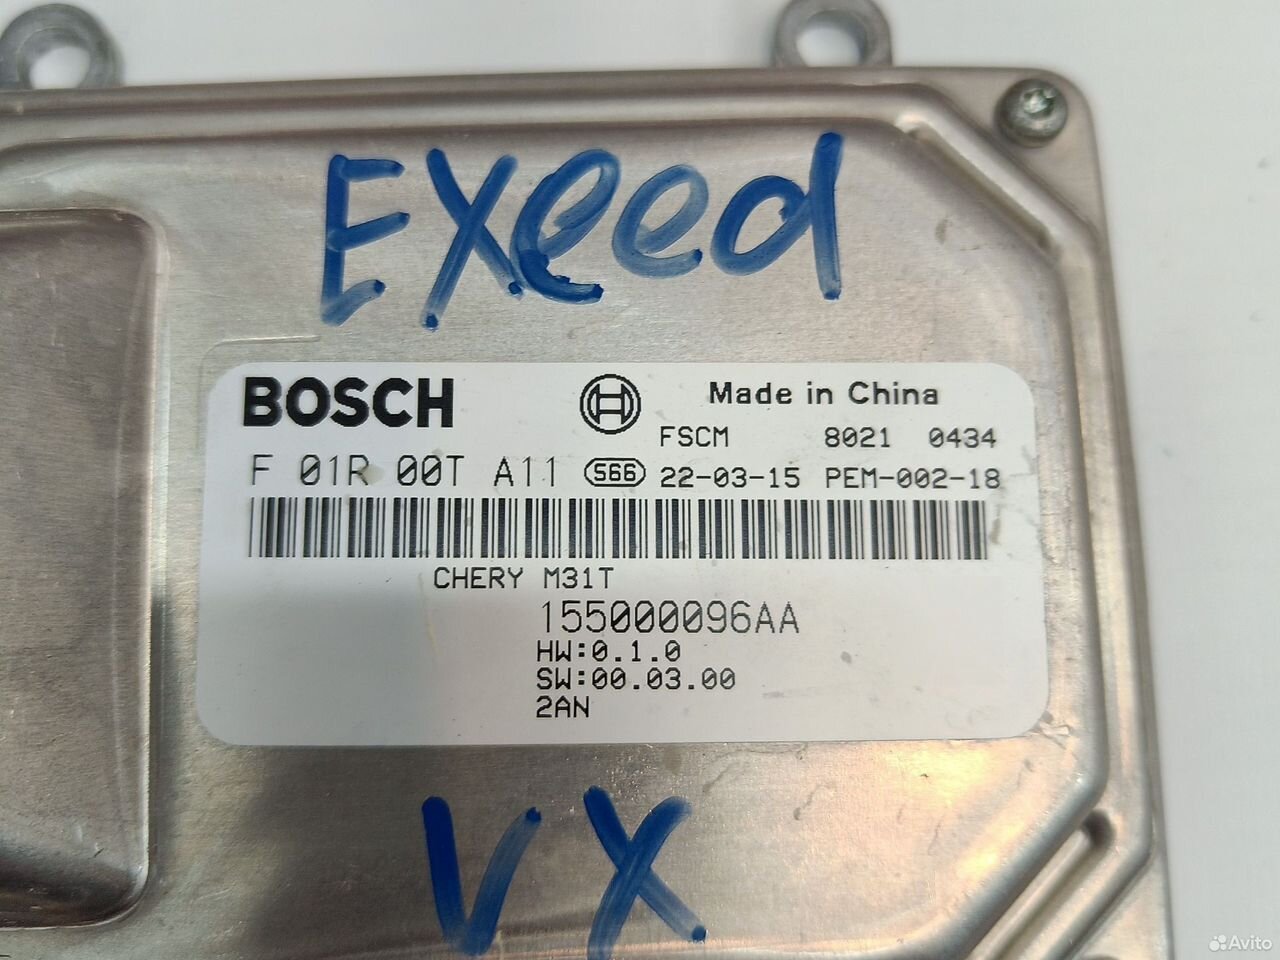 Exeed
BOSCH
Made in China
FSCM 8021 0434
F 01R 00T A11 S66 22-03-15 PEM-002-18
CHERY M31T
155000096AA
HW:0.1.0
SW:00.03.00
2AN
VX
Avito